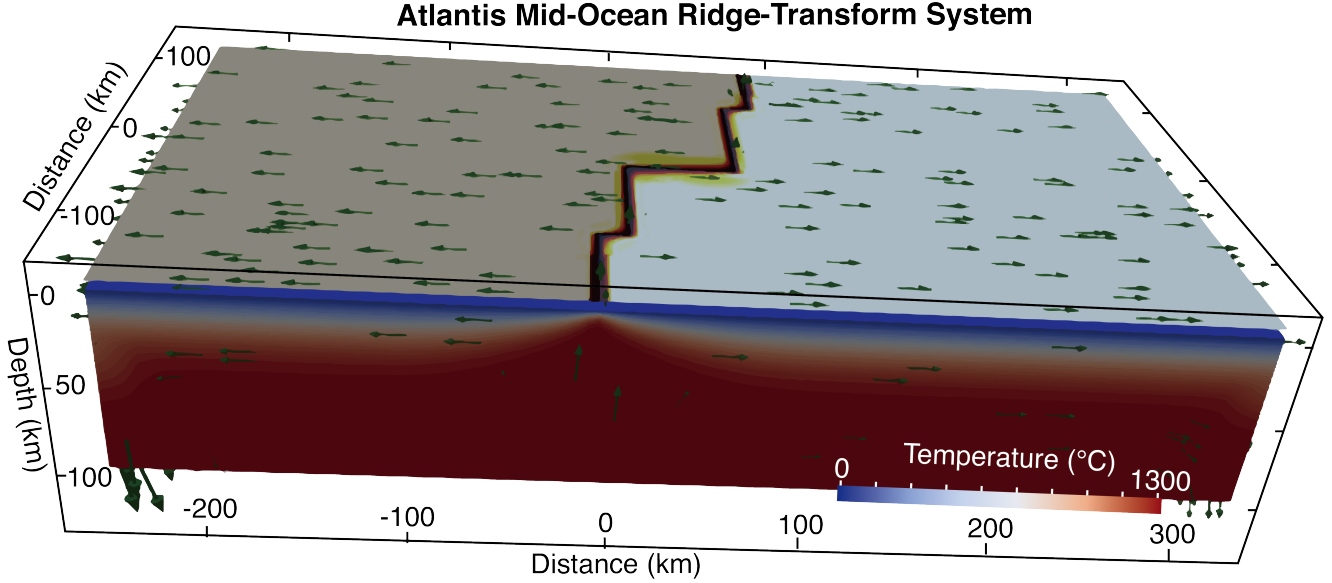 Atlantis Mid-Ocean Ridge-Transform System
100
0
-100
Distance (km)
0
50
100
Depth (km)
Temperature (°C)
0
1300
-200
-100
0
100
200
300
Distance (km)